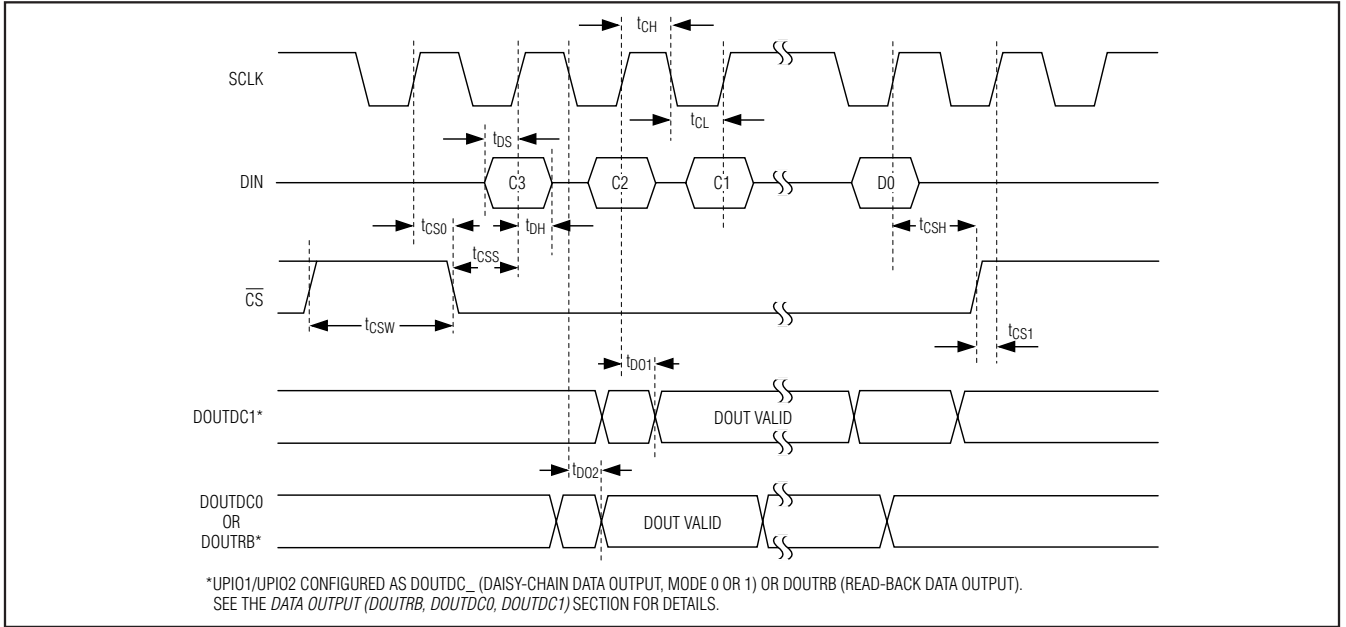 tCH
SCLK
tCL
tDS
DIN
C3
C2
C1
D0
tCS0
tDH
tCSH
tCSS
CS
tCSW
tCS1
tDO1
DOUTDC1*
DOUT VALID
tDO2
DOUTDC0
OR
DOUTRB*
DOUT VALID
*UPIO1/UPIO2 CONFIGURED AS DOUTDC_ (DAISY-CHAIN DATA OUTPUT, MODE 0 OR 1) OR DOUTRB (READ-BACK DATA OUTPUT).
SEE THE DATA OUTPUT (DOUTRB, DOUTDC0, DOUTDC1) SECTION FOR DETAILS.